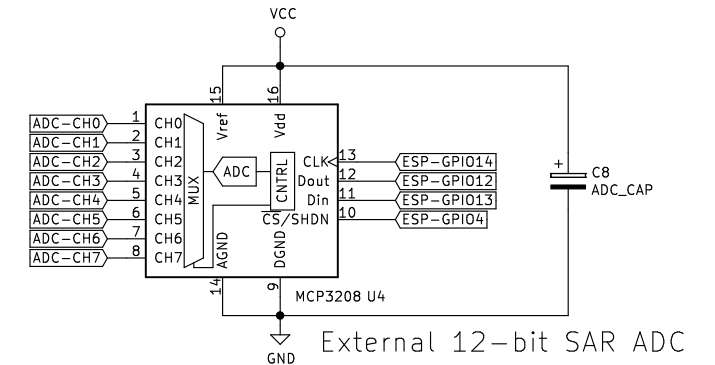 VCC
15
16
Vref
Vdd
ADC-CH0 1 CH0
ADC-CH1 2 CH1
ADC-CH2 3 CH2
ADC-CH3 4 CH3
ADC-CH4 5 CH4
ADC-CH5 6 CH5
ADC-CH6 7 CH6
ADC-CH7 8 CH7
MUX
ADC
CNTRL
CLK 13 ESP-GPIO14
Dout 12 ESP-GPIO12
Din 11 ESP-GPIO13
CS/SHDN 10 ESP-GPIO4
AGND
DGND
14
9
MCP3208 U4
+
C8
ADC_CAP
GND
External 12-bit SAR ADC